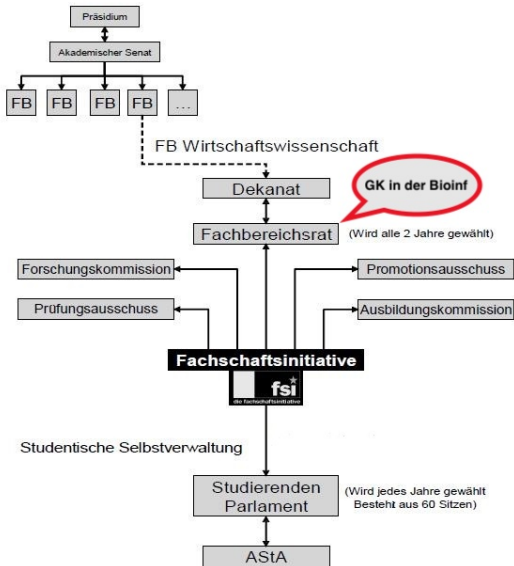 Präsidium
Akademischer Senat
FB FB FB FB ...
FB Wirtschaftswissenschaft
Dekanat
GK in der Bioinf
Fachbereichsrat
(Wird alle 2 Jahre gewählt)
Forschungskommission
Promotionsausschuss
Prüfungsausschuss
Ausbildungskommission
Fachschaftsinitiative
fsi
die fachschaftsinitiative
Studentische Selbstverwaltung
Studierenden
Parlament
(Wird jedes Jahre gewählt
Besteht aus 60 Sitzen)
AStA